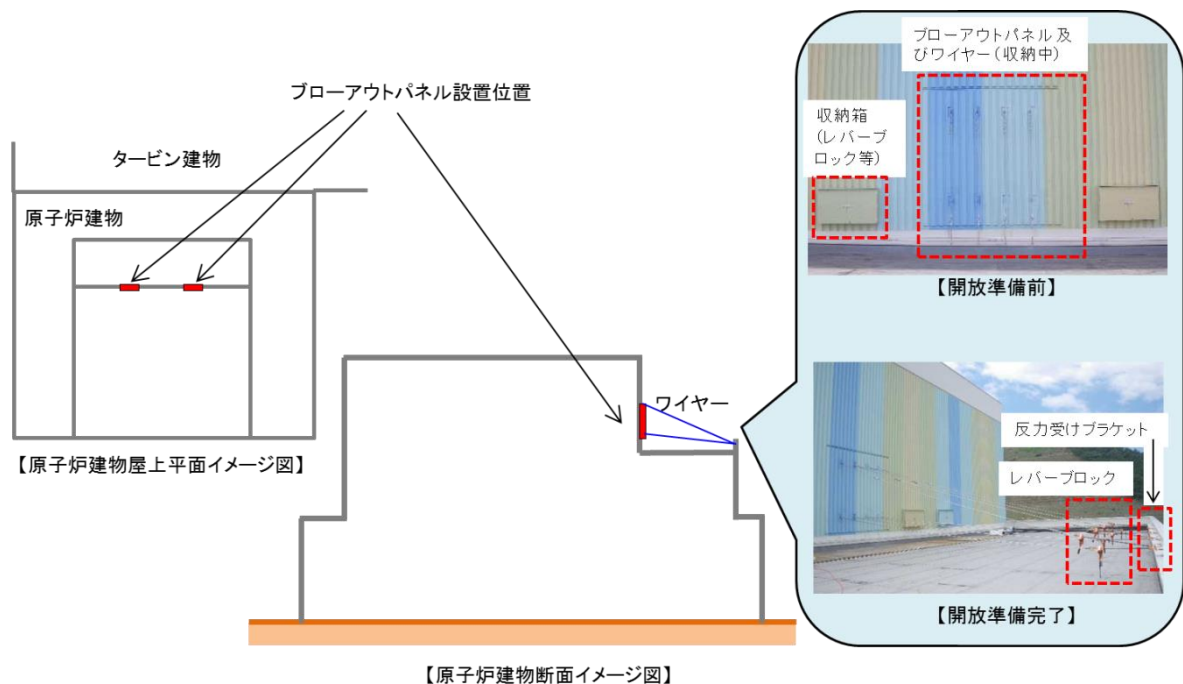 ブローアウトパネル設置位置
タービン建物
原子炉建物
【原子炉建物屋上平面イメージ図】
ワイヤー
【原子炉建物断面イメージ図】
ブローアウトパネル及
びワイヤー(収納中)
収納箱
(レバーブ
ロック等)
【開放準備前】
反力受けブラケット
レバーブロック
【開放準備完了】